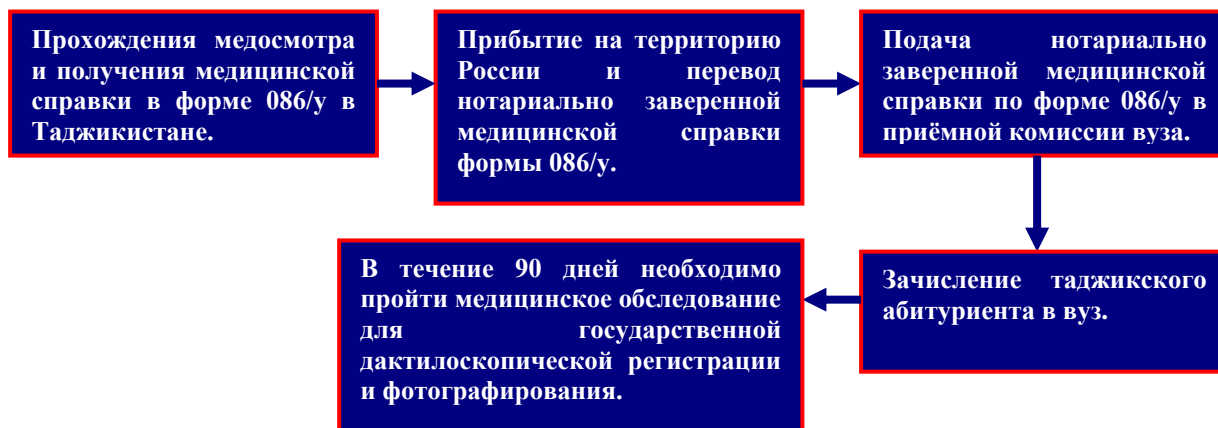 Прохождения медосмотра
и получения медицинской
справки в форме 086/у в
Таджикистане.
Прибытие на территорию
России и перевод
нотариально заверенной
медицинской справки
формы 086/у.
Подача нотариально
заверенной медицинской
справки по форме 086/у в
приёмной комиссии вуза.
Зачисление таджикского
абитуриента в вуз.
В течение 90 дней необходимо
пройти медицинское обследование
для государственной
дактилоскопической регистрации
и фотографирования.